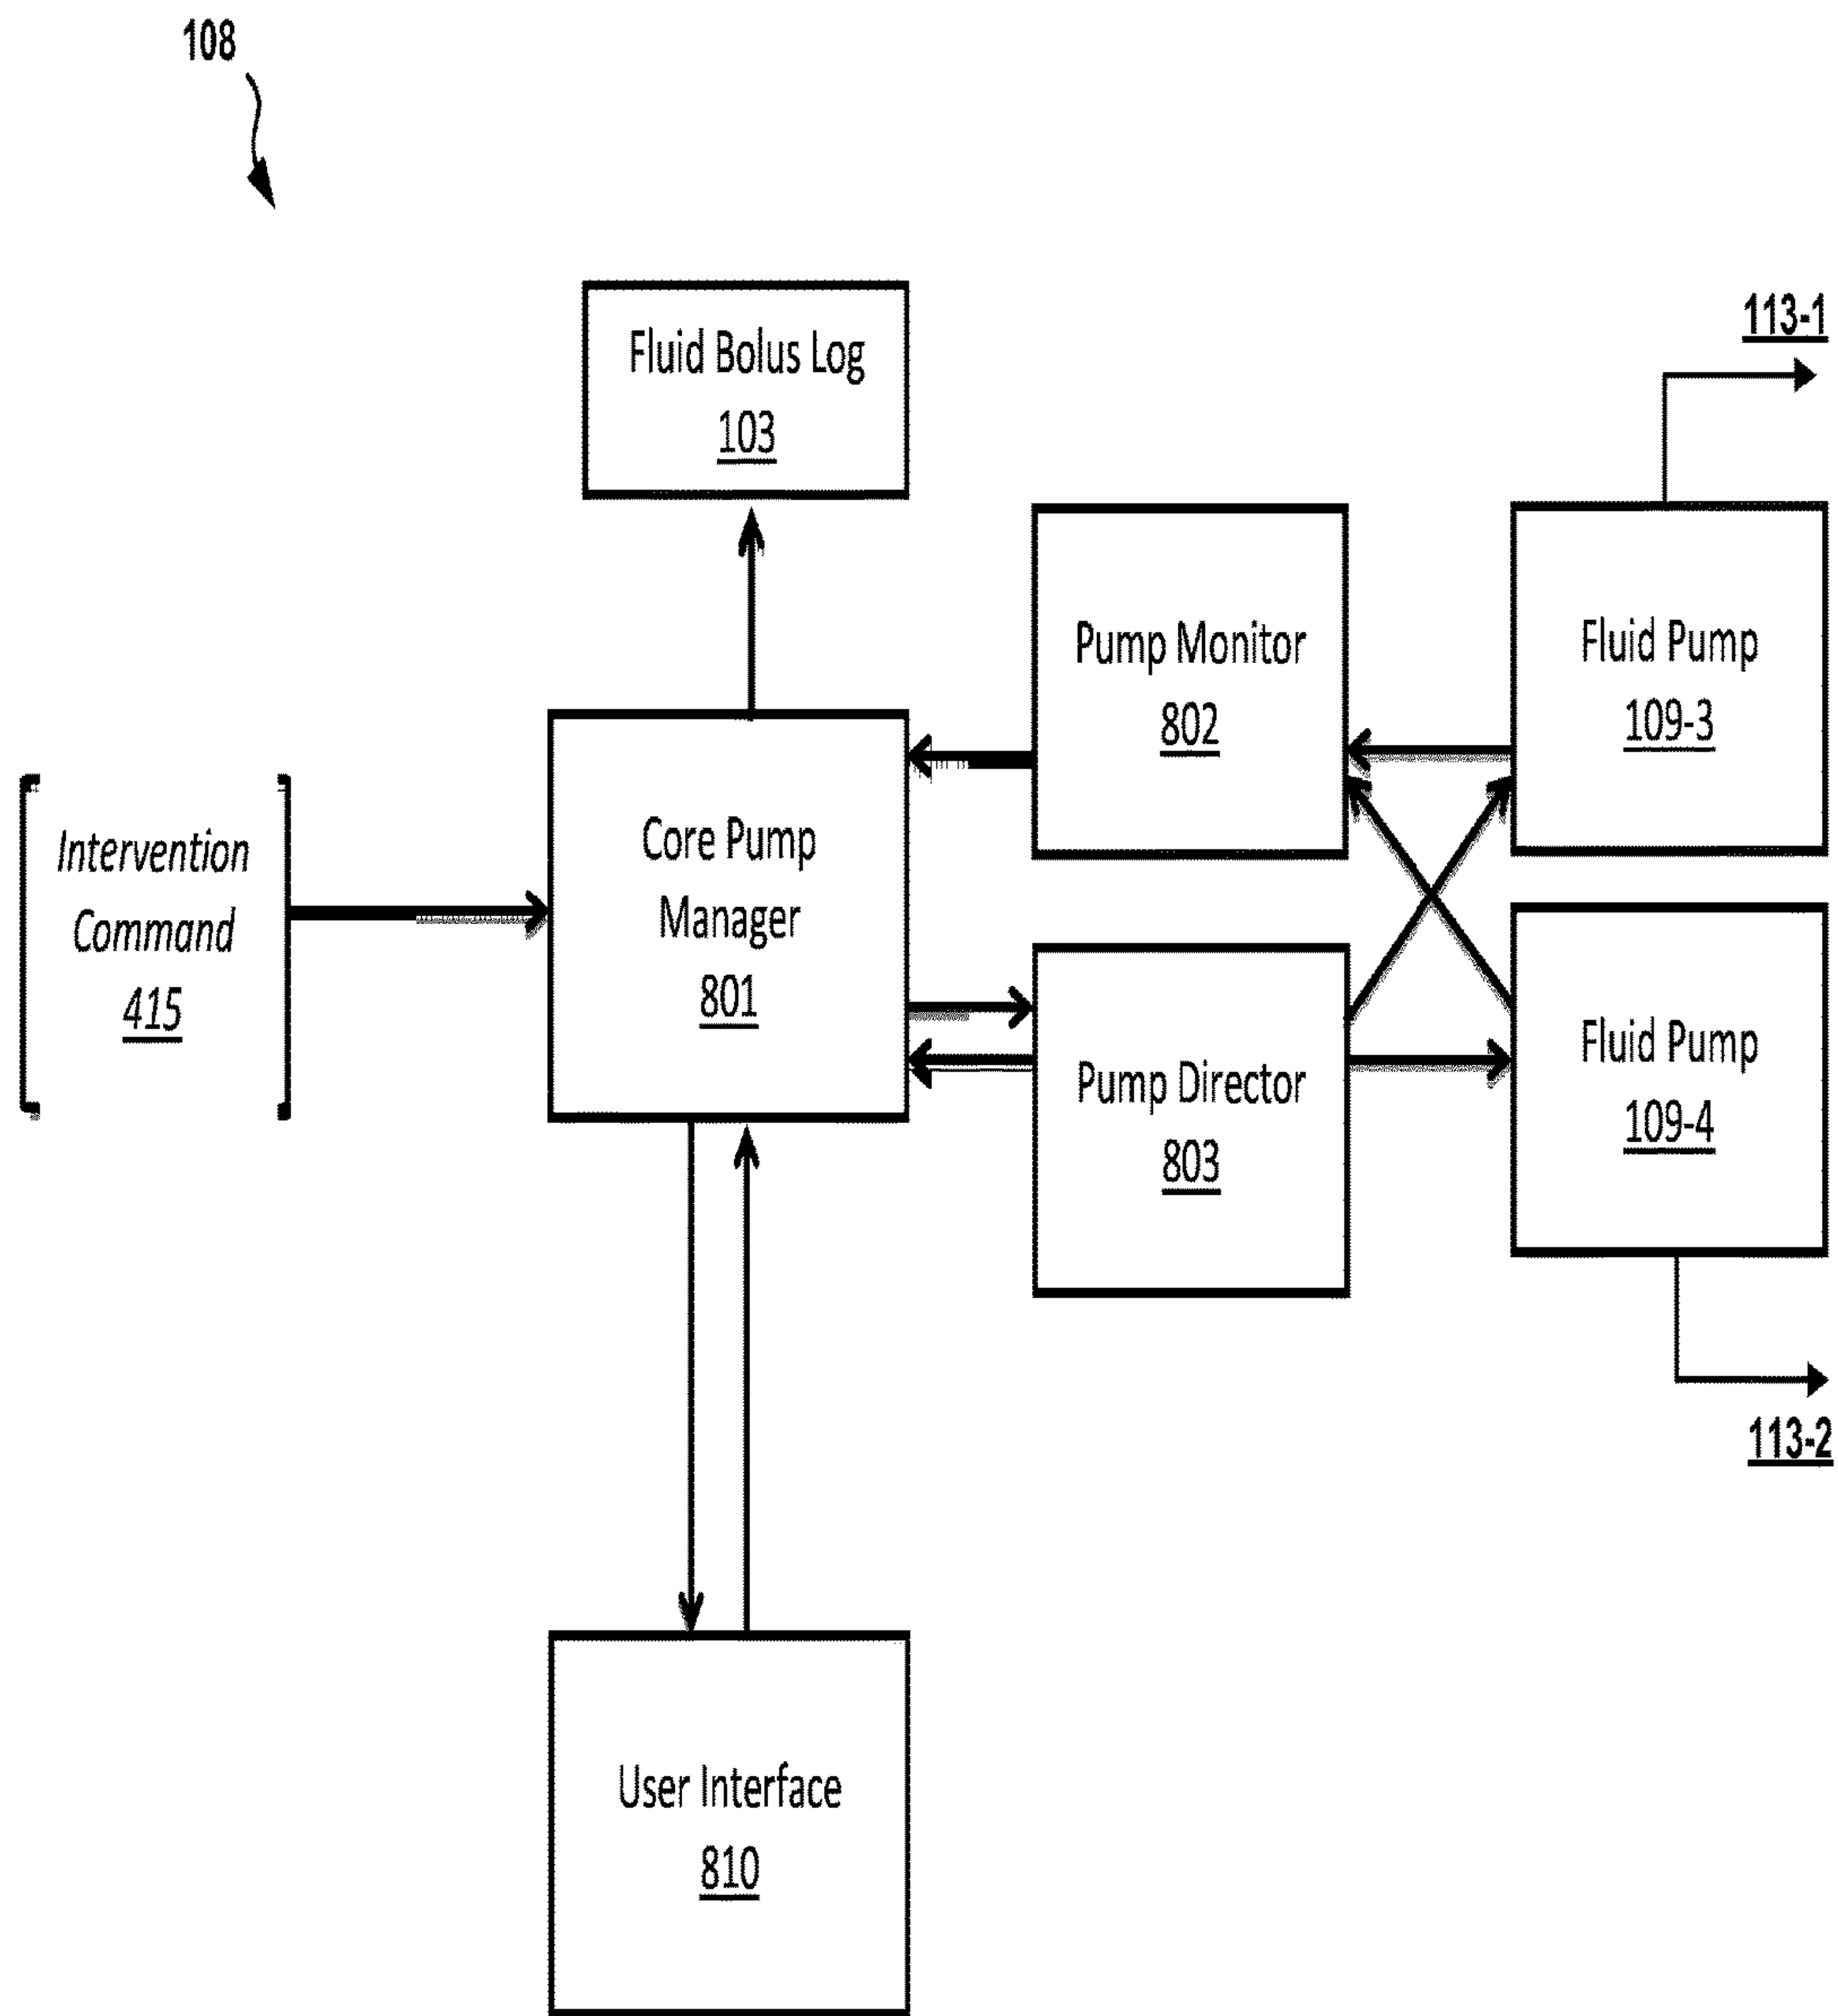 108
Fluid Bolus Log
103
113-1
Pump Monitor
802
Fluid Pump
109-3
Intervention
Command
415
Core Pump
Manager
801
Pump Director
803
Fluid Pump
109-4
113-2
User Interface
810